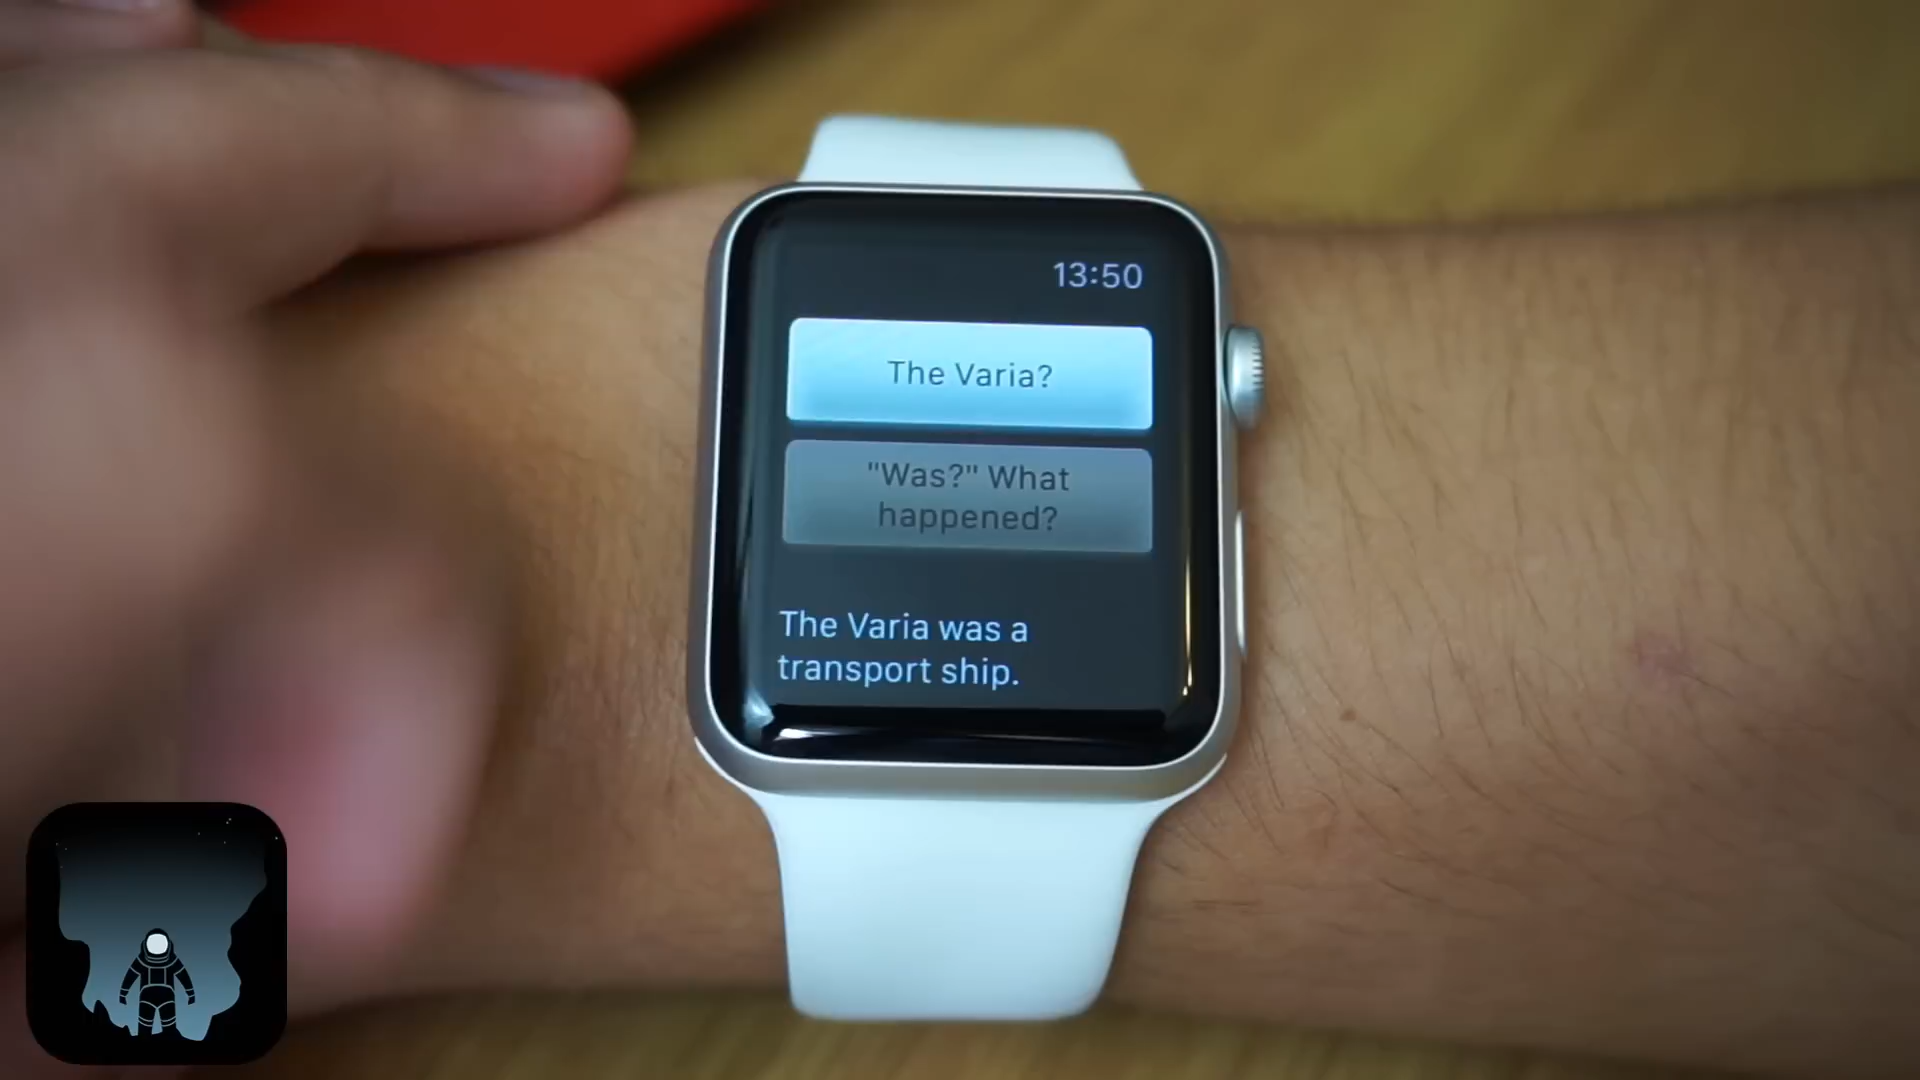 13:50
The Varia?
"Was?" What
happened?
The Varia was a
transport ship.